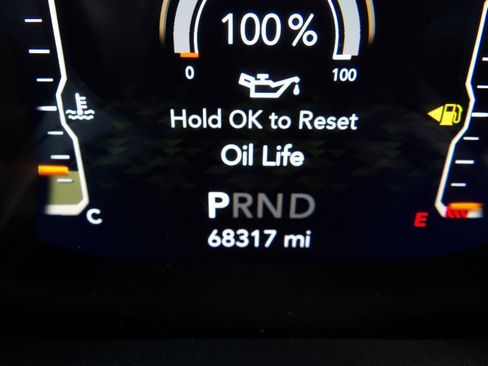 100%
0 100
Hold OK to Reset
Oil Life
PRND
C E
68317 mi